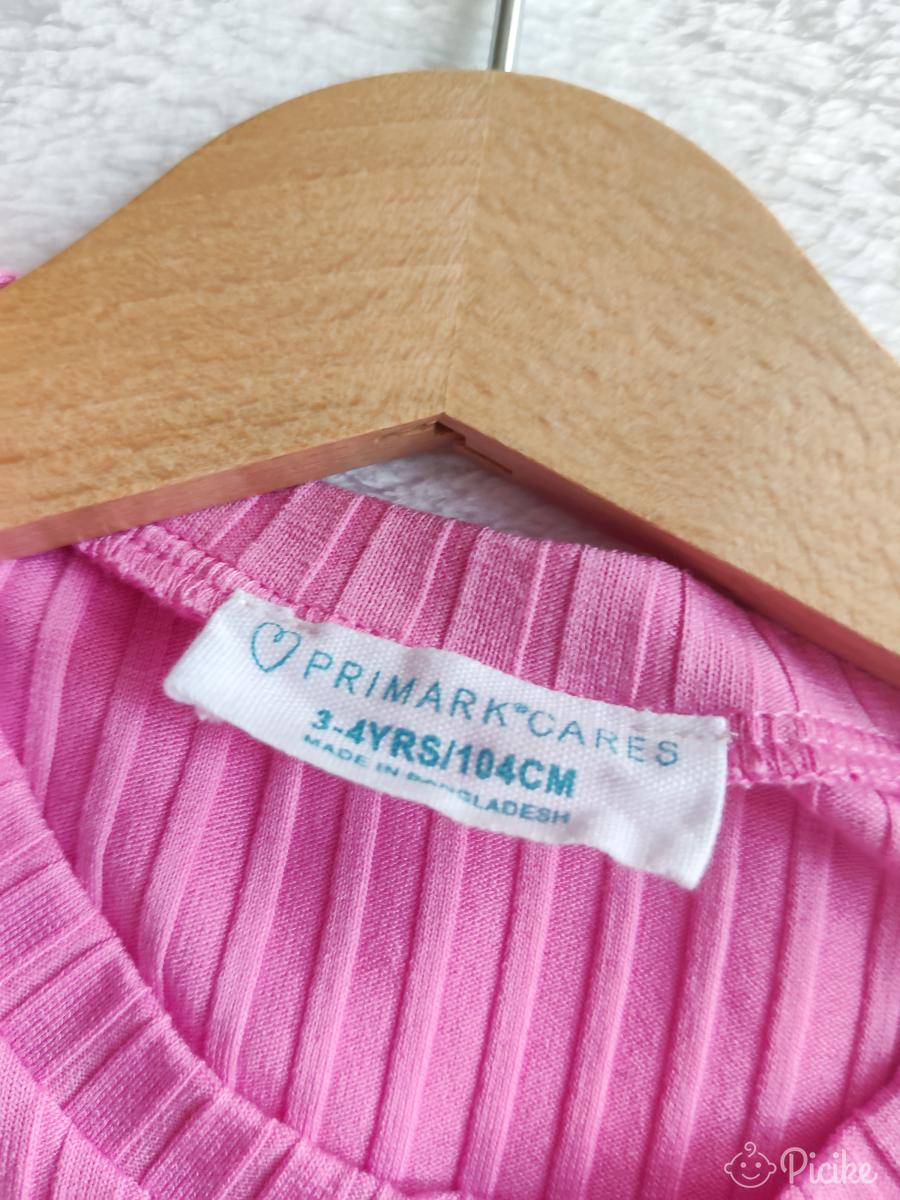 PRIMARK®CARES
3-4YRS/104CM
MADE IN BANGLADESH
Picike